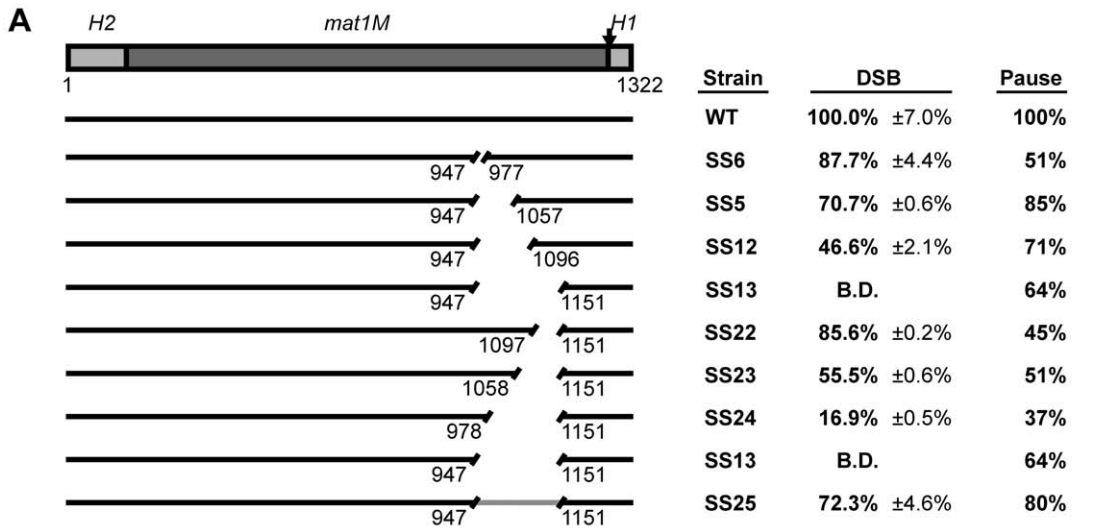 A
H2 mat1M H1
1 1322
Strain DSB Pause
WT 100.0% ±7.0% 100%
947 977 SS6 87.7% ±4.4% 51%
947 1057 SS5 70.7% ±0.6% 85%
947 1096 SS12 46.6% ±2.1% 71%
947 1151 SS13 B.D. 64%
1097 1151 SS22 85.6% ±0.2% 45%
1058 1151 SS23 55.5% ±0.6% 51%
978 1151 SS24 16.9% ±0.5% 37%
947 1151 SS13 B.D. 64%
947 1151 SS25 72.3% ±4.6% 80%